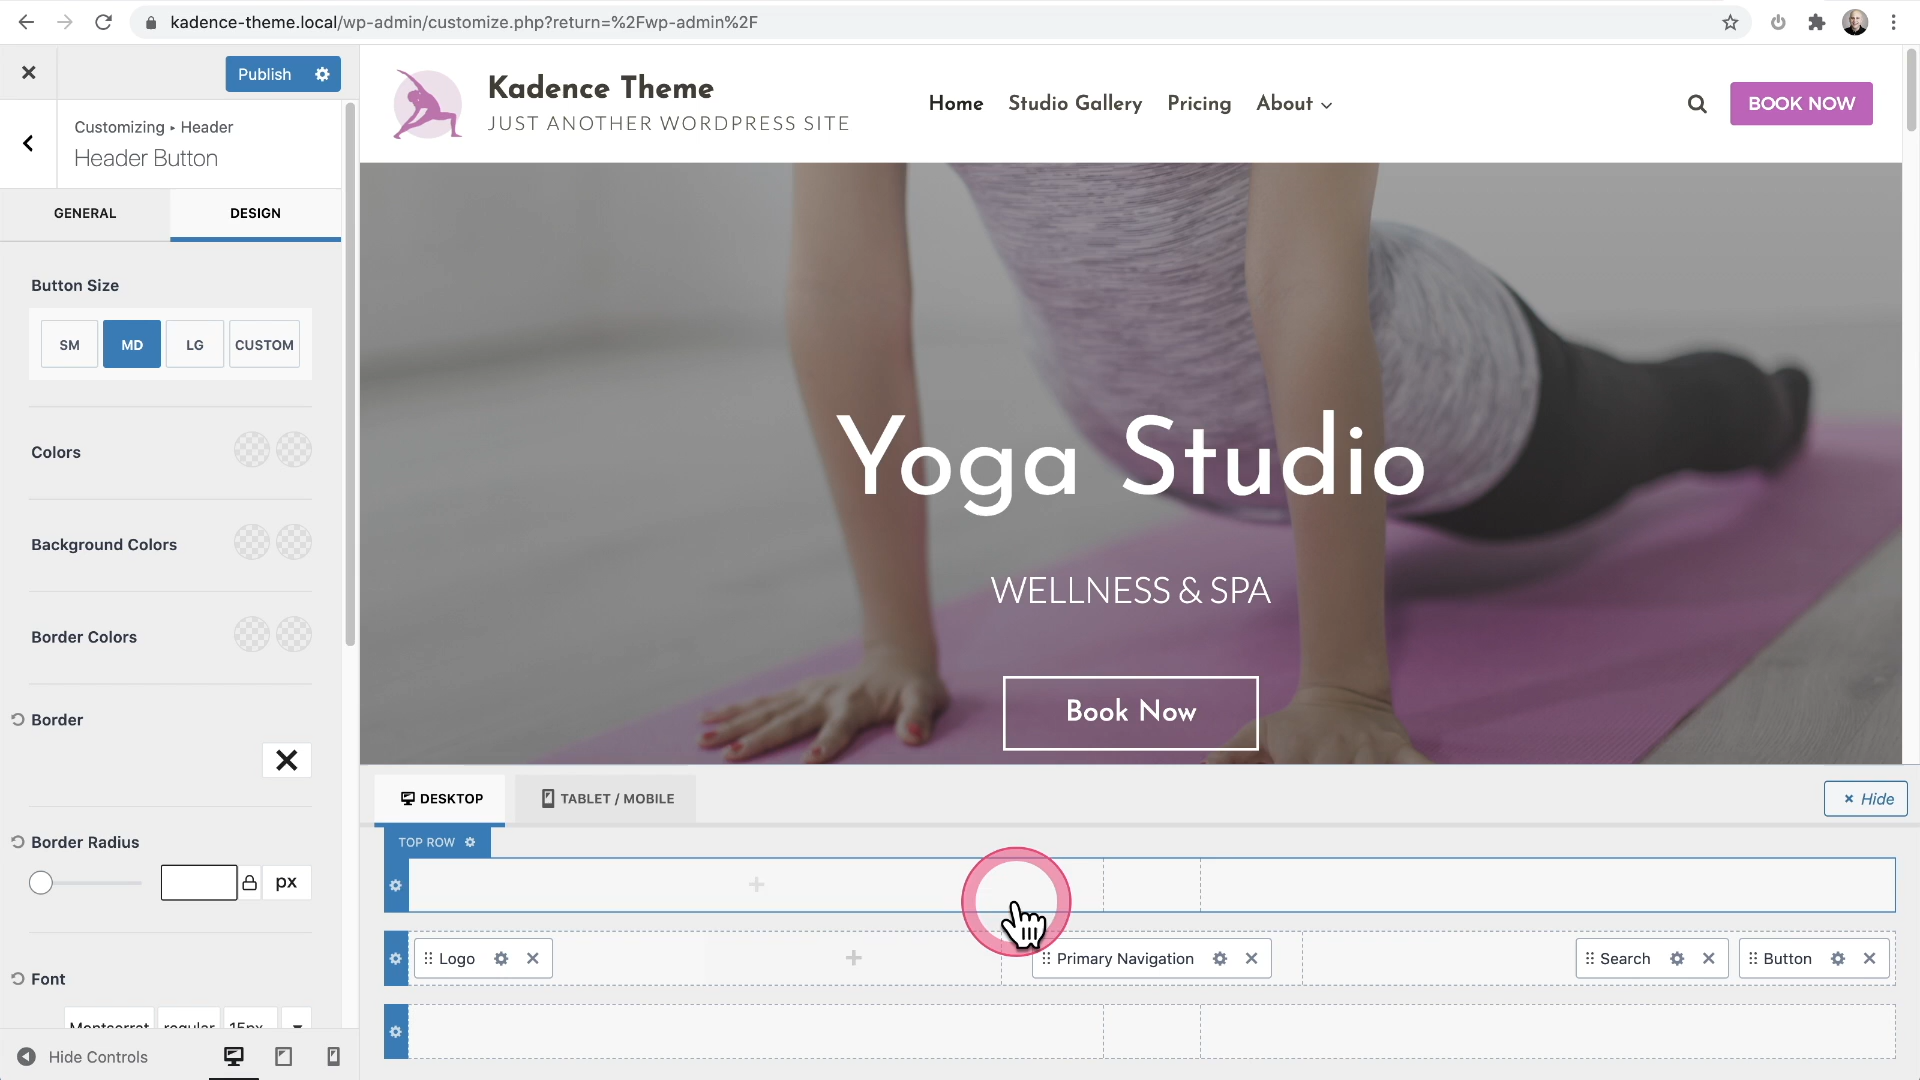 kadence-theme.local/wp-admin/customize.php?return=%2Fwp-admin%2F
Publish
Customizing ▸ Header
Header Button
GENERAL
DESIGN
Button Size
SM
MD
LG
CUSTOM
Colors
Background Colors
Border Colors
Border
Border Radius
px
Font
Montserrat
regular
15px
Hide Controls
Kadence Theme
JUST ANOTHER WORDPRESS SITE
Home
Studio Gallery
Pricing
About
BOOK NOW
Yoga Studio
WELLNESS & SPA
Book Now
DESKTOP
TABLET / MOBILE
× Hide
TOP ROW
Logo
Primary Navigation
Search
Button